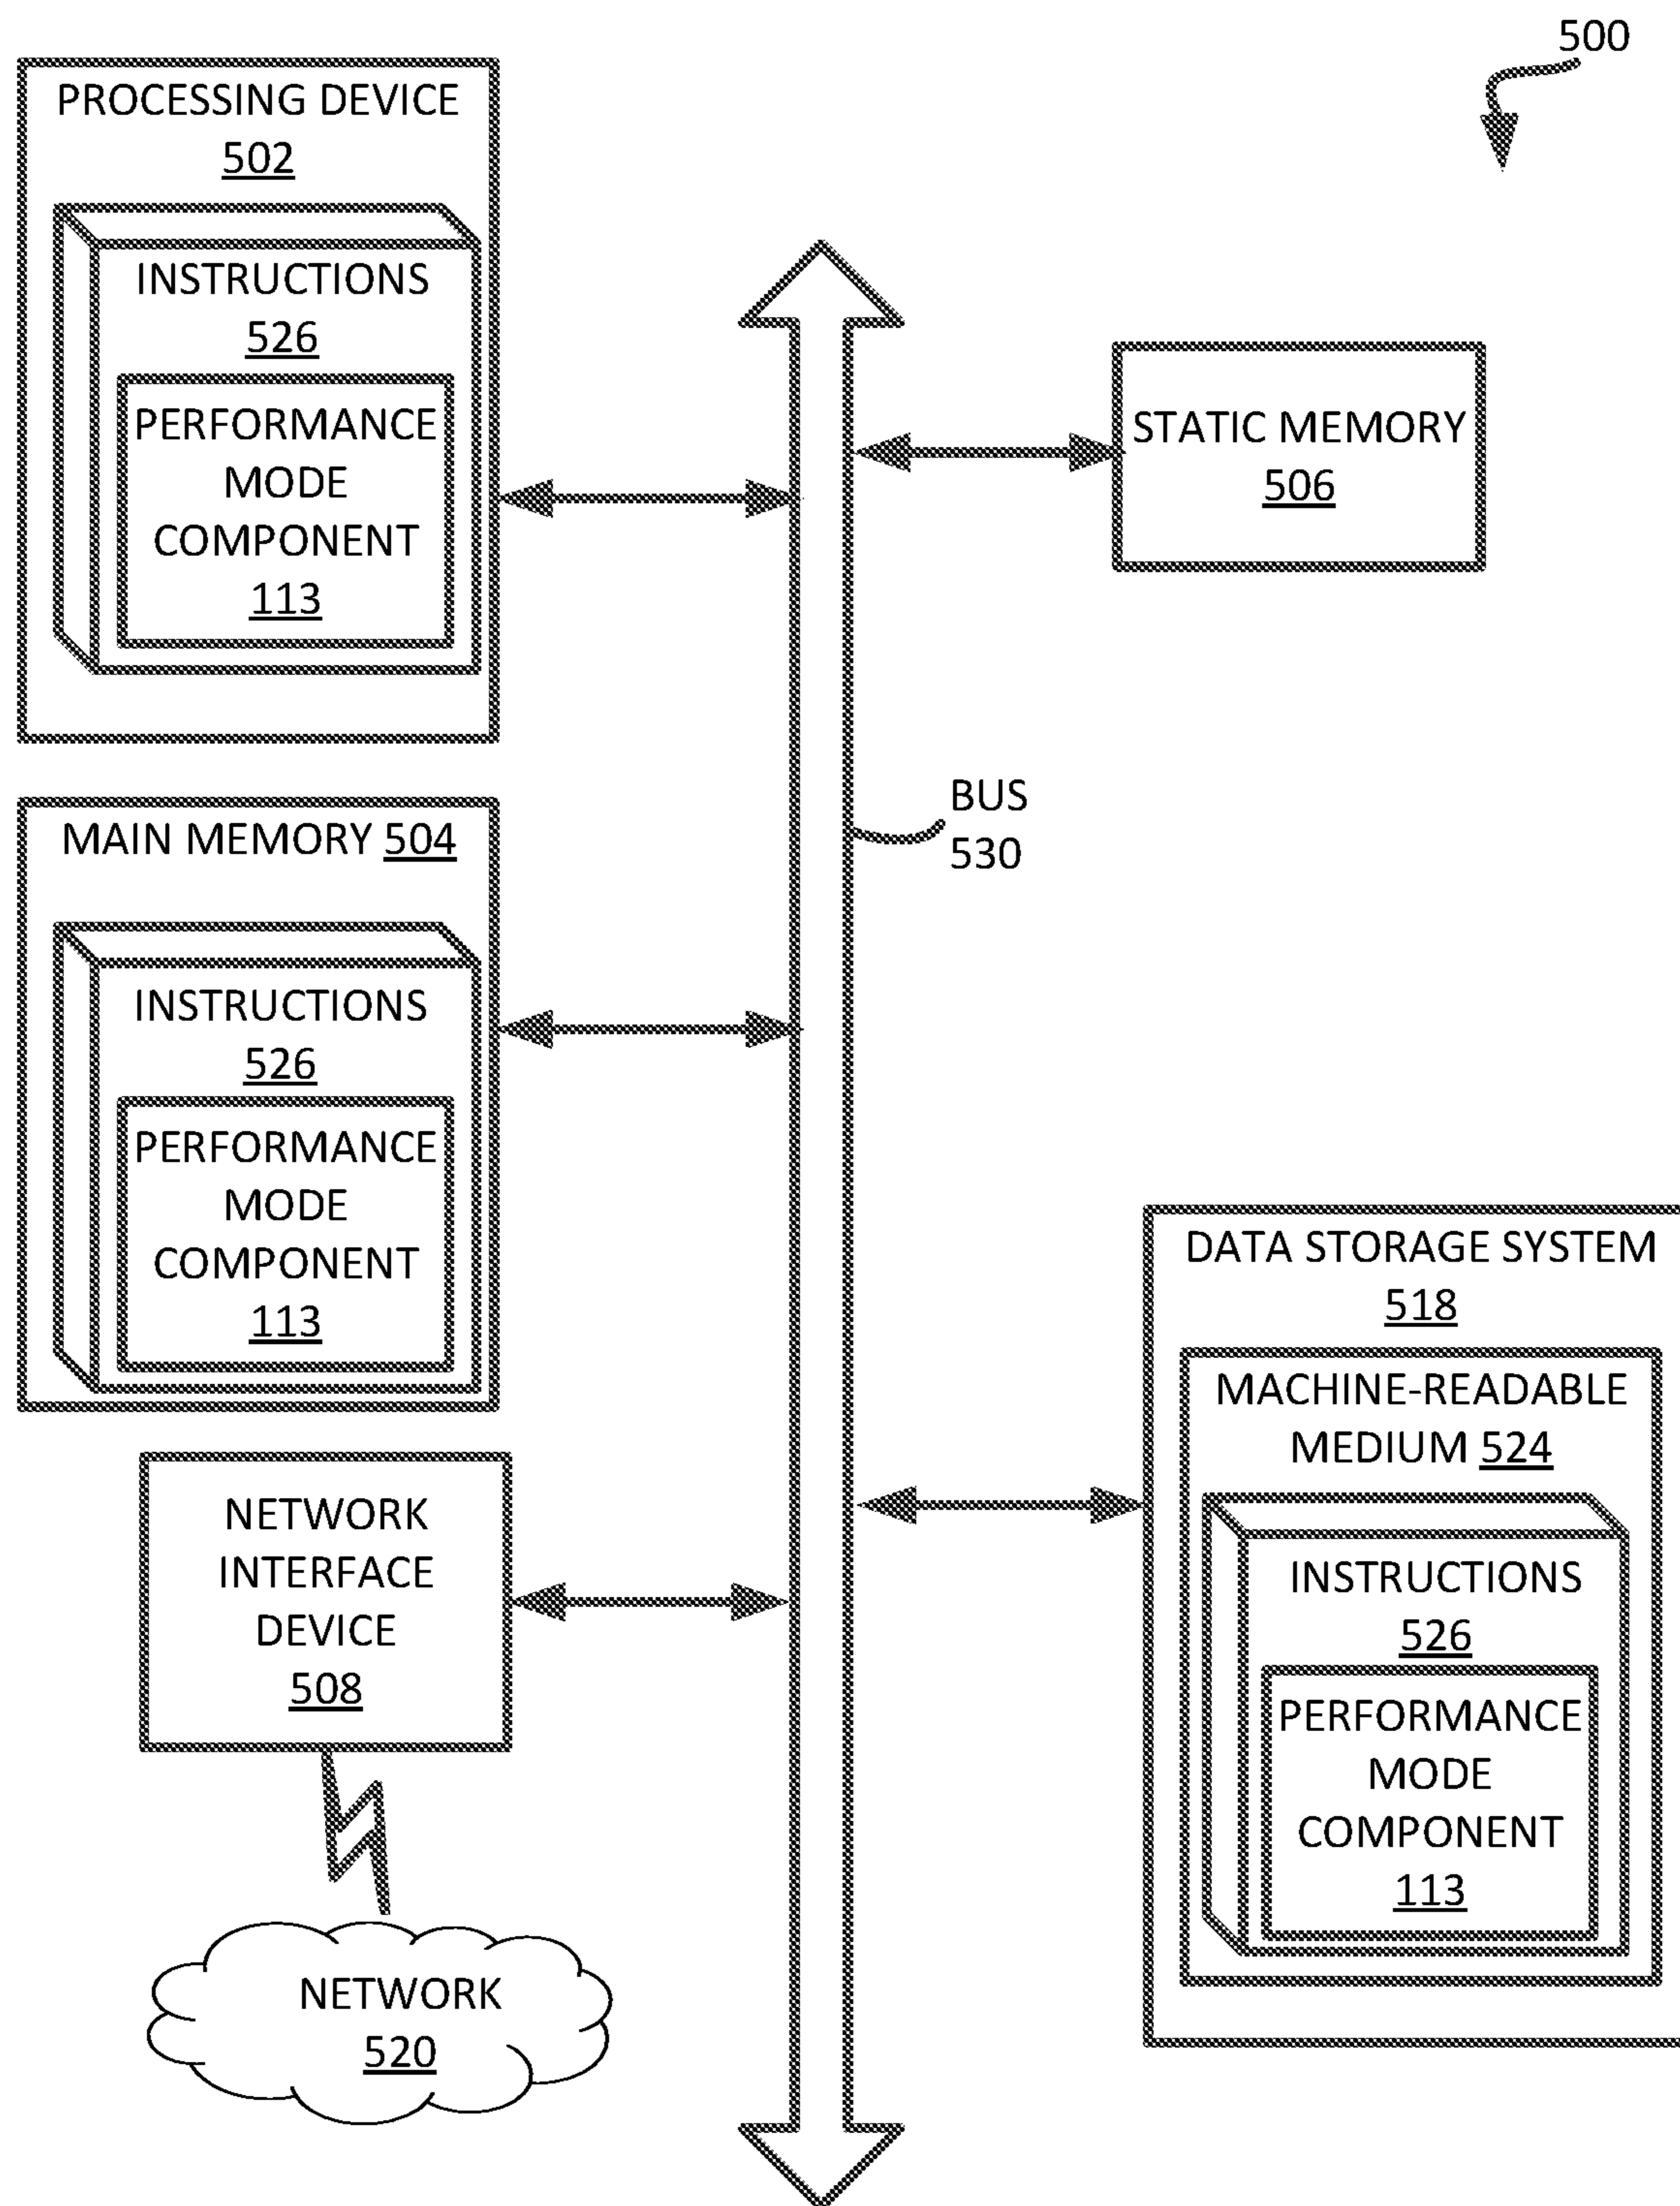 500
PROCESSING DEVICE
502
INSTRUCTIONS
526
PERFORMANCE
MODE
COMPONENT
113
STATIC MEMORY
506
BUS
530
MAIN MEMORY 504
INSTRUCTIONS
526
PERFORMANCE
MODE
COMPONENT
113
DATA STORAGE SYSTEM
518
MACHINE-READABLE
MEDIUM 524
INSTRUCTIONS
526
PERFORMANCE
MODE
COMPONENT
113
NETWORK
INTERFACE
DEVICE
508
NETWORK
520